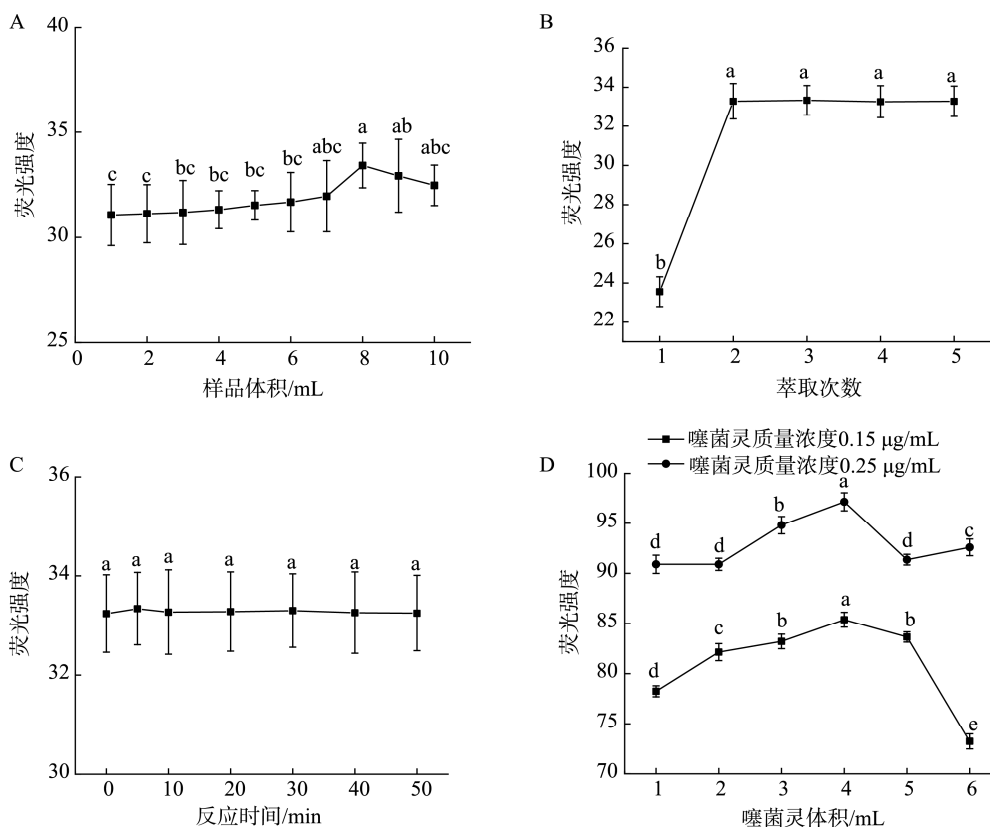 A
40
35
30
25
荧光强度
c c bc bc bc bc abc a ab abc
0 2 4 6 8 10
样品体积/mL
B
36
34
32
30
28
26
24
22
荧光强度
b a a a a
1 2 3 4 5
萃取次数
C
36
34
32
30
荧光强度
a a a a a a a
0 10 20 30 40 50
反应时间/min
噻菌灵质量浓度0.15 μg/mL
噻菌灵质量浓度0.25 μg/mL
D
100
95
90
85
80
75
70
荧光强度
d d b a d c
d c b a b e
1 2 3 4 5 6
噻菌灵体积/mL